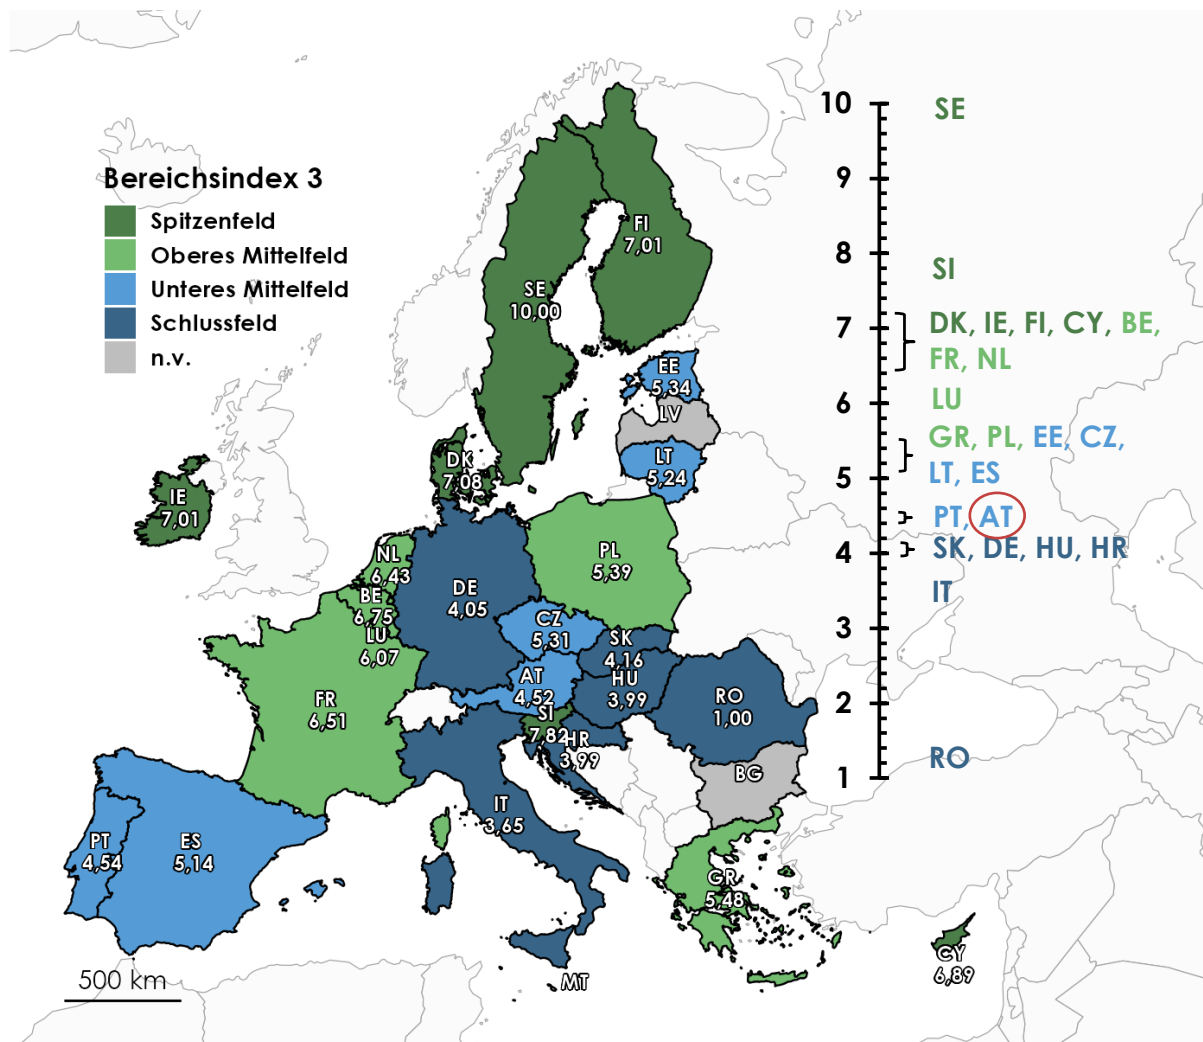 Bereichsindex 3
Spitzenfeld
Oberes Mittelfeld
Unteres Mittelfeld
Schlussfeld
n.v.
FI
7,01
SE
10,00
EE
5,34
LV
LT
5,24
DK
7,08
IE
7,01
NL
6,43
BE
6,75
LU
6,07
DE
4,05
PL
5,39
CZ
5,31
SK
4,16
AT
4,52
HU
3,99
SI
7,82
HR
3,99
RO
1,00
BG
FR
6,51
IT
3,65
PT
4,54
ES
5,14
GR
5,48
MT
CY
6,89
500 km
10
9
8
7
6
5
4
3
2
1
SE
SI
DK, IE, FI, CY, BE,
FR, NL
LU
GR, PL, EE, CZ,
LT, ES
PT, AT
SK, DE, HU, HR
IT
RO